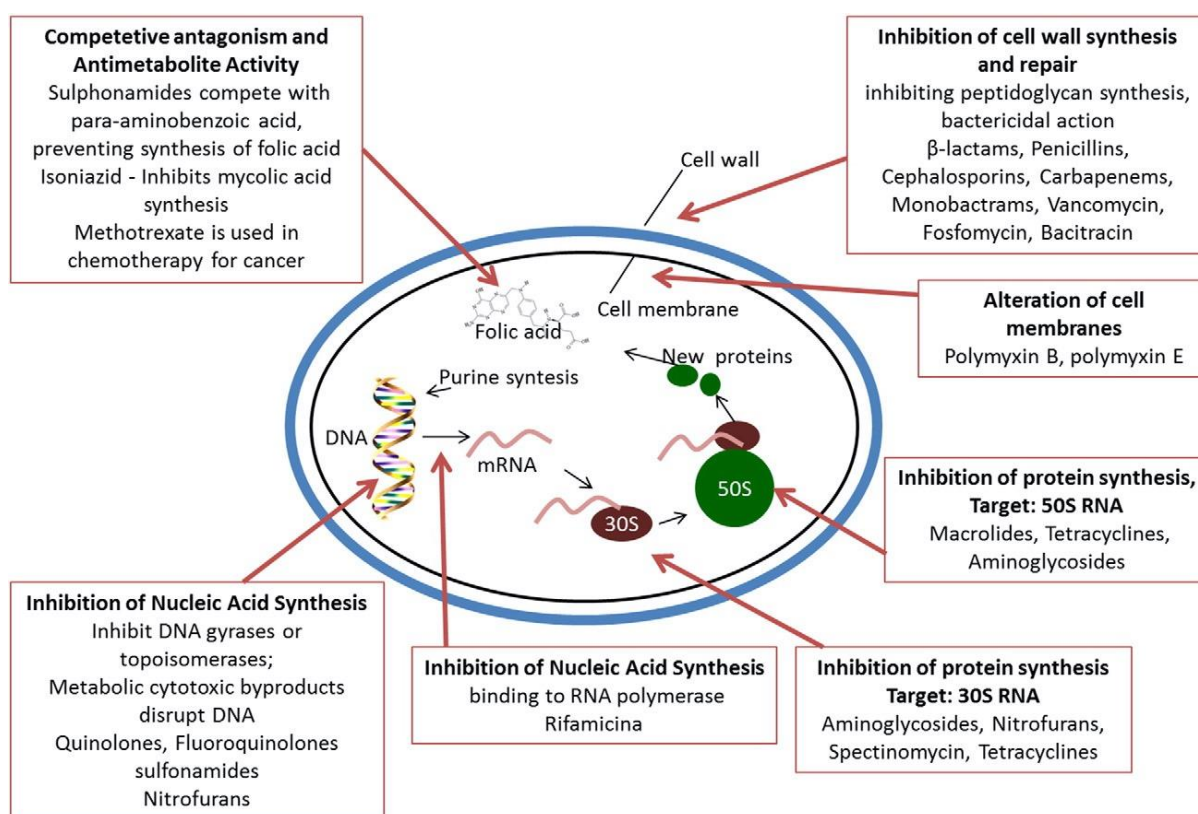 Competetive antagonism and
Antimetabolite Activity
Sulphonamides compete with
para-aminobenzoic acid,
preventing synthesis of folic acid
Isoniazid - Inhibits mycolic acid
synthesis
Methotrexate is used in
chemotherapy for cancer
Inhibition of cell wall synthesis
and repair
inhibiting peptidoglycan synthesis,
bactericidal action
β-lactams, Penicillins,
Cephalosporins, Carbapenems,
Monobactrams, Vancomycin,
Fosfomycin, Bacitracin
Cell wall
Cell membrane
Folic acid
Alteration of cell
membranes
Polymyxin B, polymyxin E
New proteins
Purine syntesis
DNA
mRNA
30S
50S
Inhibition of protein synthesis,
Target: 50S RNA
Macrolides, Tetracyclines,
Aminoglycosides
Inhibition of Nucleic Acid Synthesis
Inhibit DNA gyrases or
topoisomerases;
Metabolic cytotoxic byproducts
disrupt DNA
Quinolones, Fluoroquinolones
sulfonamides
Nitrofurans
Inhibition of Nucleic Acid Synthesis
binding to RNA polymerase
Rifamicina
Inhibition of protein synthesis
Target: 30S RNA
Aminoglycosides, Nitrofurans,
Spectinomycin, Tetracyclines